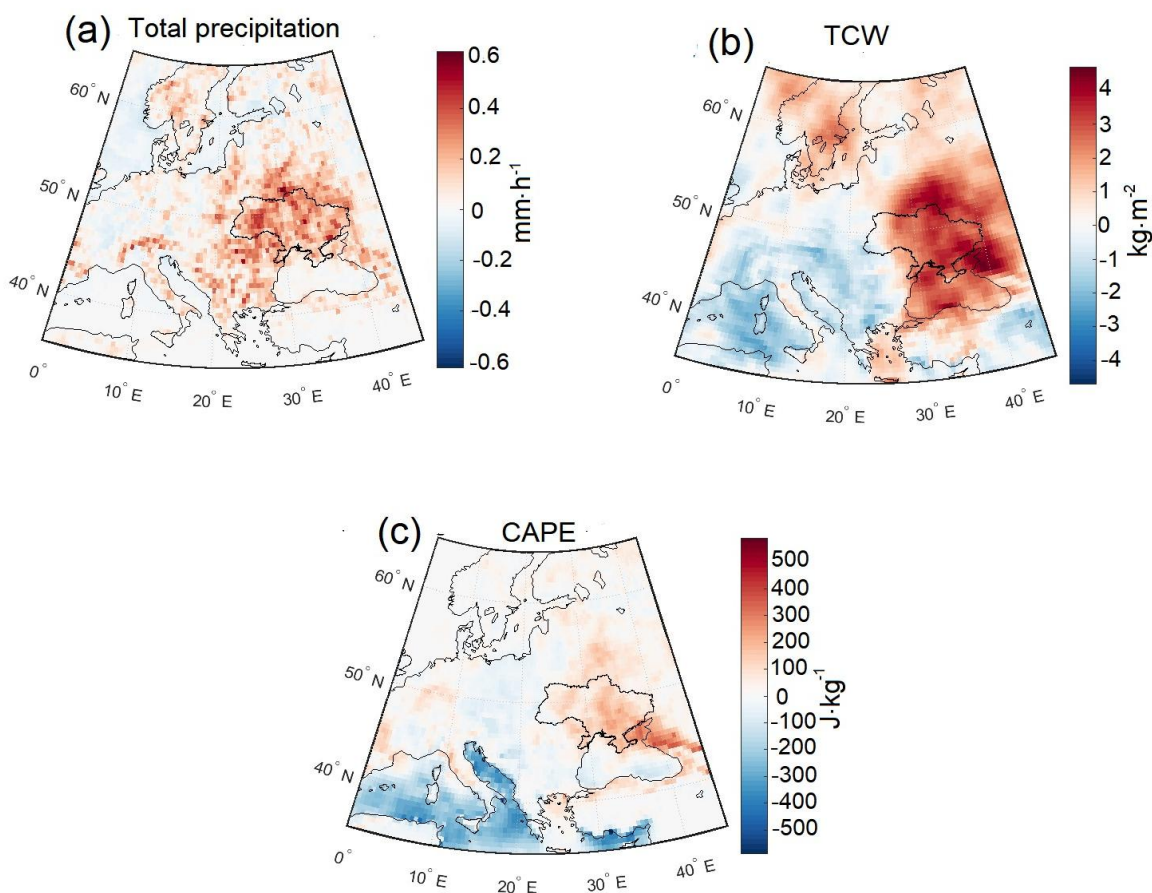 (a) Total precipitation
60° N
50° N
40° N
0°
10° E
20° E
30° E
40° E
0.6
0.4
0.2
0
-0.2
-0.4
-0.6
mm·h⁻¹
(b) TCW
60° N
50° N
40° N
0°
10° E
20° E
30° E
40° E
4
3
2
1
0
-1
-2
-3
-4
kg·m⁻²
(c) CAPE
60° N
50° N
40° N
0°
10° E
20° E
30° E
40° E
500
400
300
200
100
0
-100
-200
-300
-400
-500
J·kg⁻¹